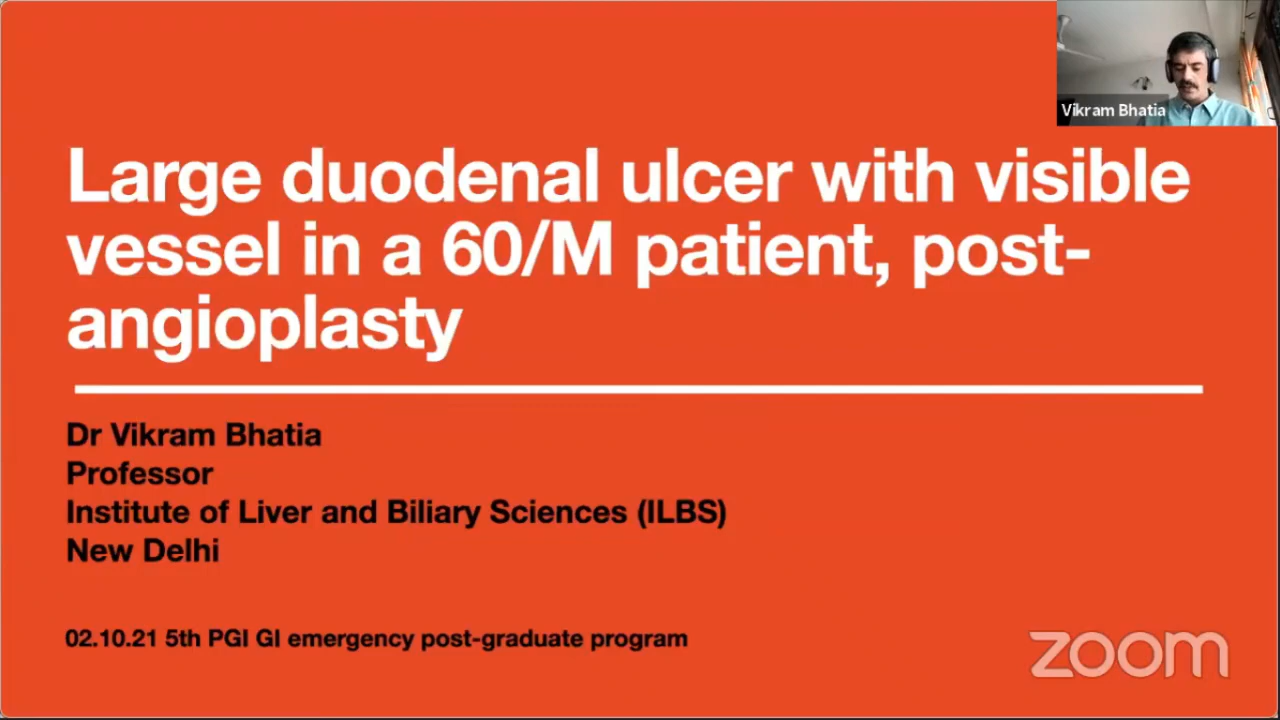 Vikram Bhatia
Large duodenal ulcer with visible
vessel in a 60/M patient, post-
angioplasty
Dr Vikram Bhatia
Professor
Institute of Liver and Biliary Sciences (ILBS)
New Delhi
02.10.21 5th PGI GI emergency post-graduate program
zoom